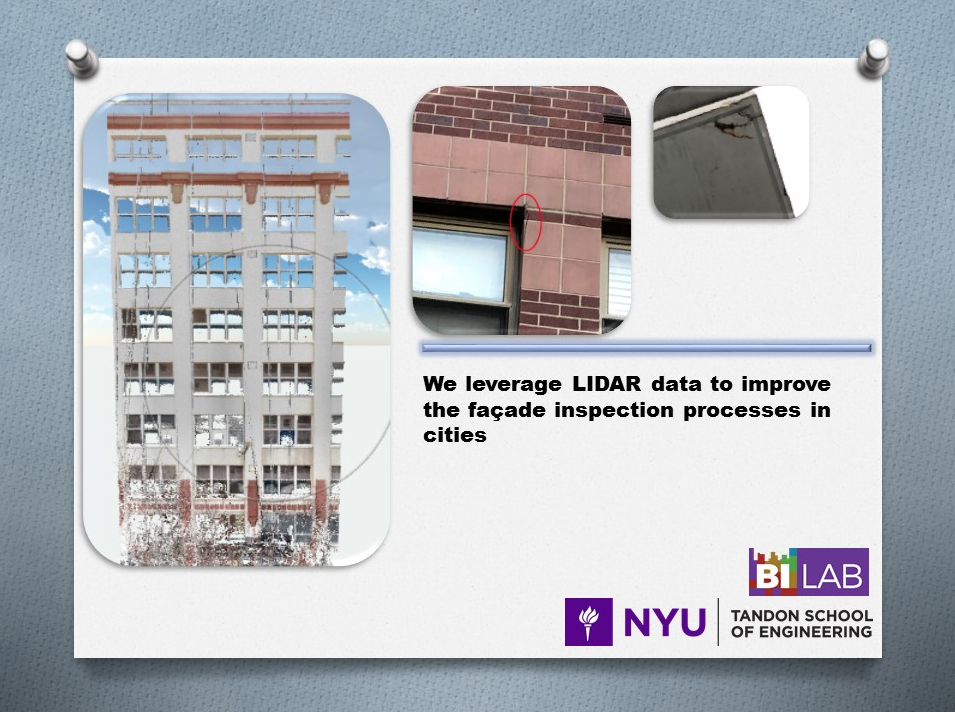 We leverage LIDAR data to improve
the façade inspection processes in
cities
BI LAB
NYU
TANDON SCHOOL
OF ENGINEERING